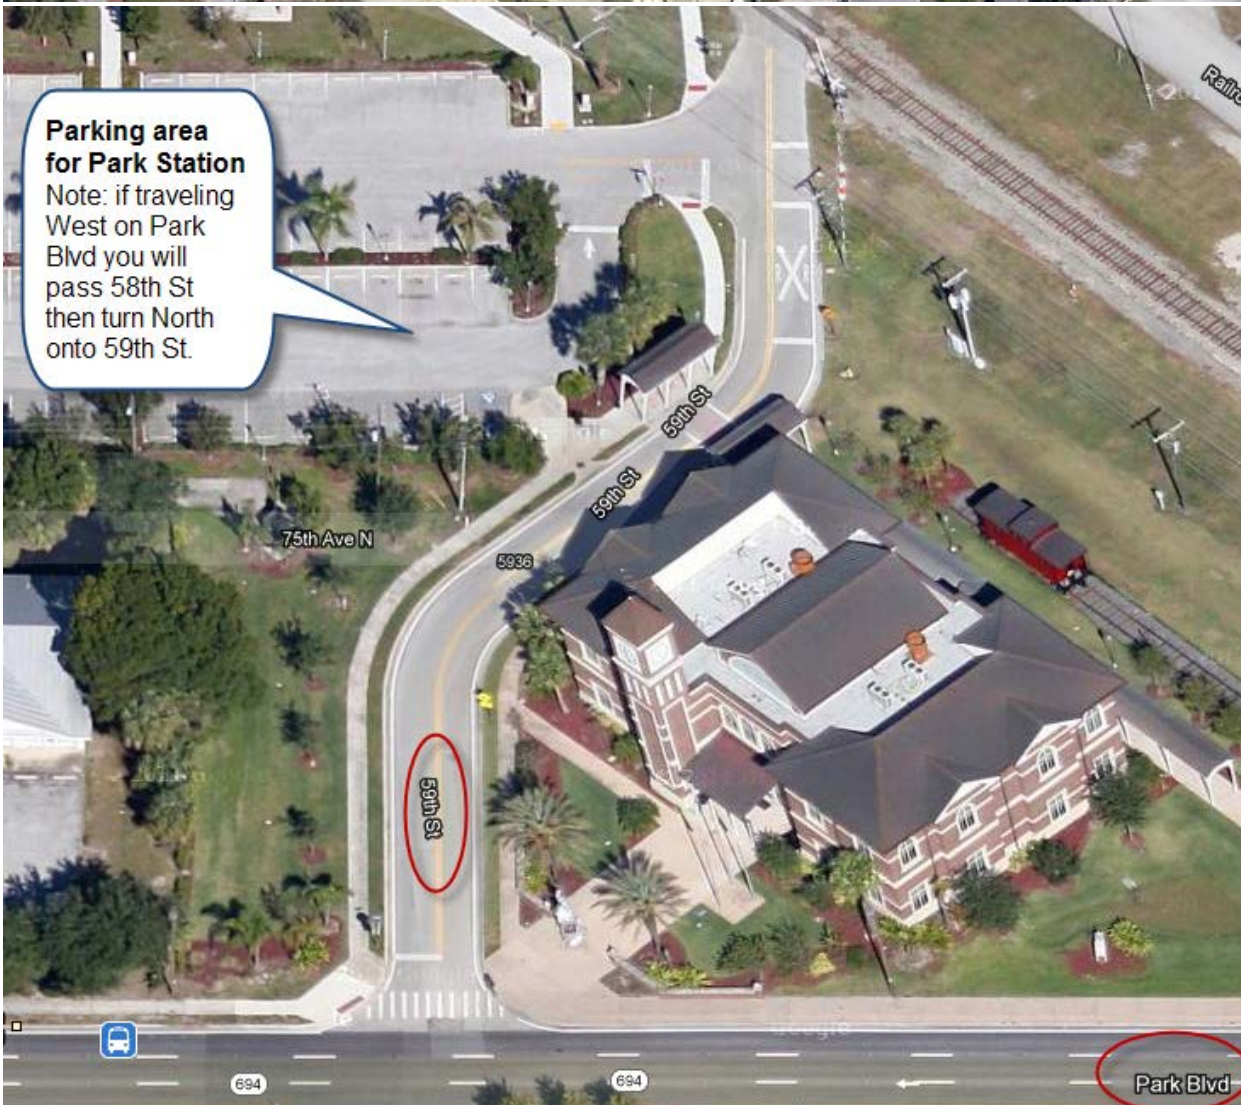 Railro
Parking area
for Park Station
Note: if traveling
West on Park
Blvd you will
pass 58th St
then turn North
onto 59th St.
59th St
59th St
75th Ave N
5936
59th St
694
694
Park Blvd